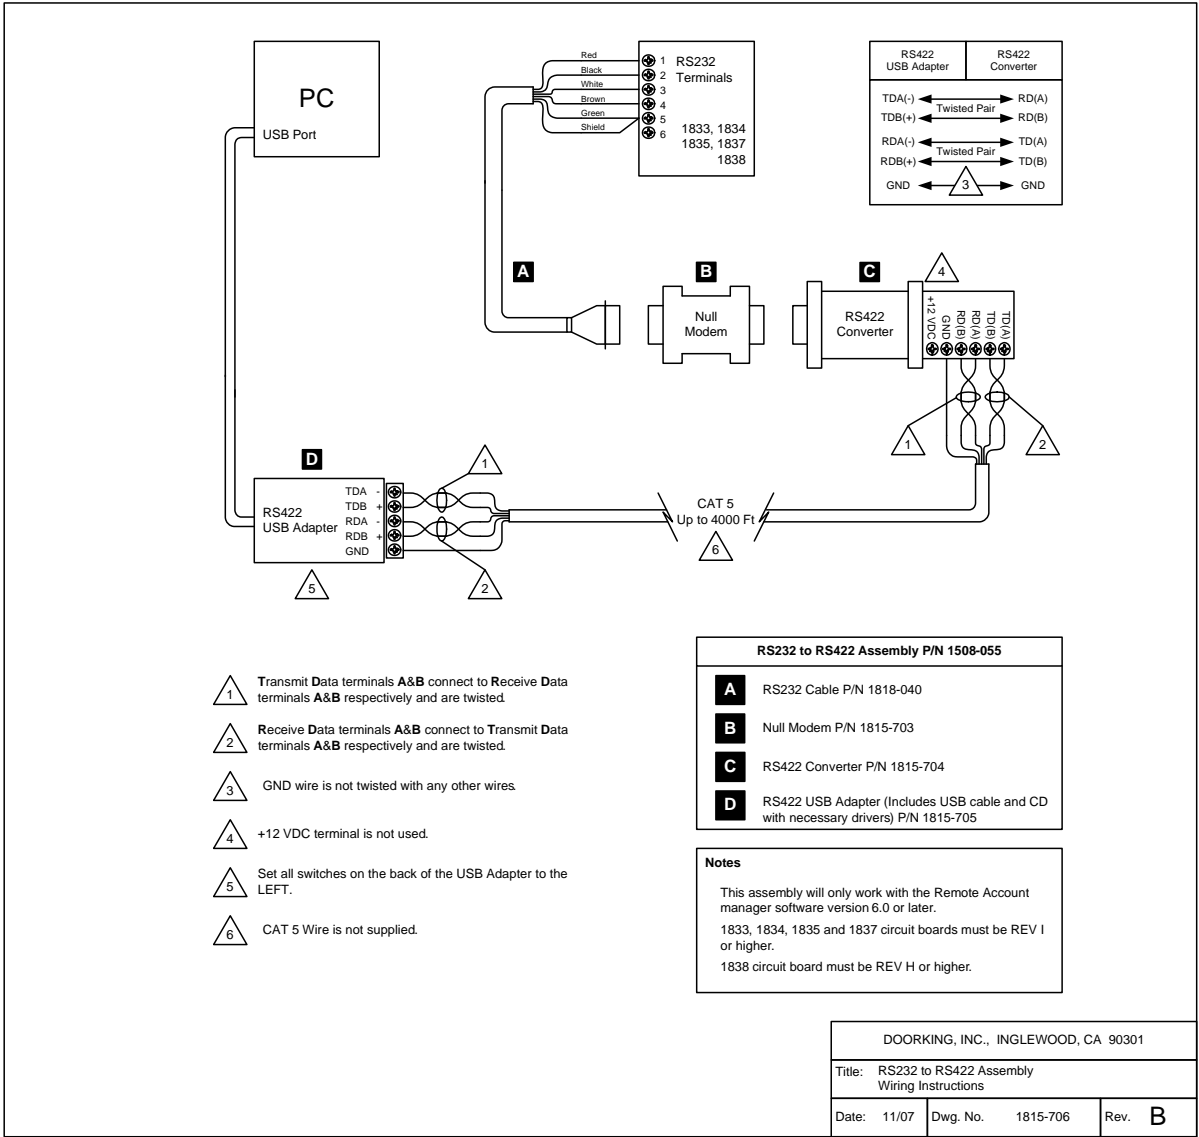 PC
USB Port
Red
Black
White
Brown
Green
Shield
1 RS232
2 Terminals
3
4
5
6
1833, 1834
1835, 1837
1838
RS422
USB Adapter
RS422
Converter
TDA(-) RD(A)
Twisted Pair
TDB(+) RD(B)
RDA(-) TD(A)
Twisted Pair
RDB(+) TD(B)
GND 3 GND
A
B
C
4
Null
Modem
RS422
Converter
+12 VDC
GND
RD(B)
RD(A)
TD(B)
TD(A)
1
2
D
RS422
USB Adapter
TDA -
TDB +
RDA -
RDB +
GND
1
2
5
CAT 5
Up to 4000 Ft
6
1 Transmit Data terminals A&B connect to Receive Data
terminals A&B respectively and are twisted.
2 Receive Data terminals A&B connect to Transmit Data
terminals A&B respectively and are twisted.
3 GND wire is not twisted with any other wires.
4 +12 VDC terminal is not used.
5 Set all switches on the back of the USB Adapter to the
LEFT.
6 CAT 5 Wire is not supplied.
RS232 to RS422 Assembly P/N 1508-055
A RS232 Cable P/N 1818-040
B Null Modem P/N 1815-703
C RS422 Converter P/N 1815-704
D RS422 USB Adapter (Includes USB cable and CD
with necessary drivers) P/N 1815-705
Notes
This assembly will only work with the Remote Account
manager software version 6.0 or later.
1833, 1834, 1835 and 1837 circuit boards must be REV I
or higher.
1838 circuit board must be REV H or higher.
DOORKING, INC., INGLEWOOD, CA 90301
Title: RS232 to RS422 Assembly
Wiring Instructions
Date: 11/07 Dwg. No. 1815-706 Rev. B